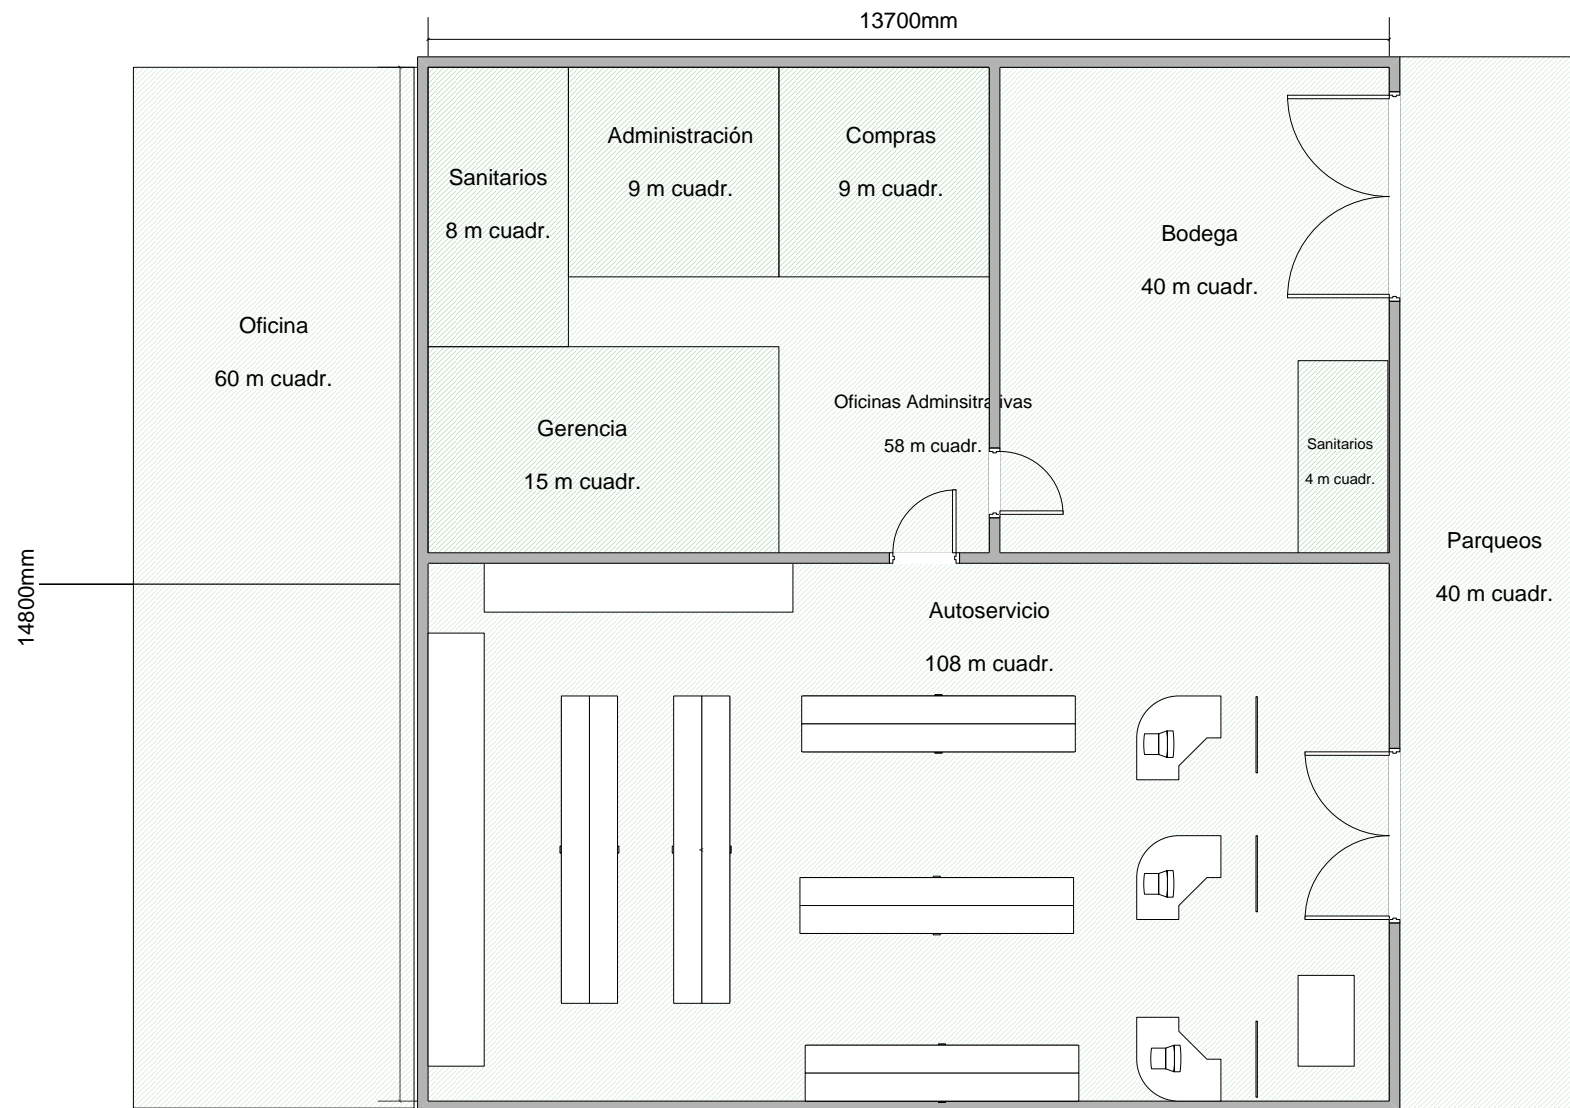 13700mm
Administración
9 m cuadr.
Compras
9 m cuadr.
Sanitarios
8 m cuadr.
Bodega
40 m cuadr.
Oficina
60 m cuadr.
Oficinas Adminsitrativas
58 m cuadr.
Gerencia
15 m cuadr.
Sanitarios
4 m cuadr.
Parqueos
40 m cuadr.
14800mm
Autoservicio
108 m cuadr.